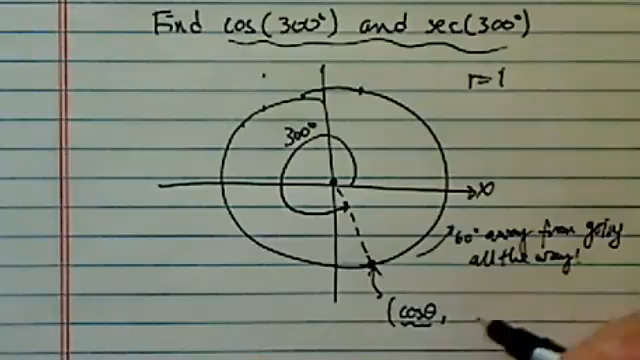 Find cos(300°) and sec(300°)
r=1
300°
x
60° away from going
all the way!
(cosθ,